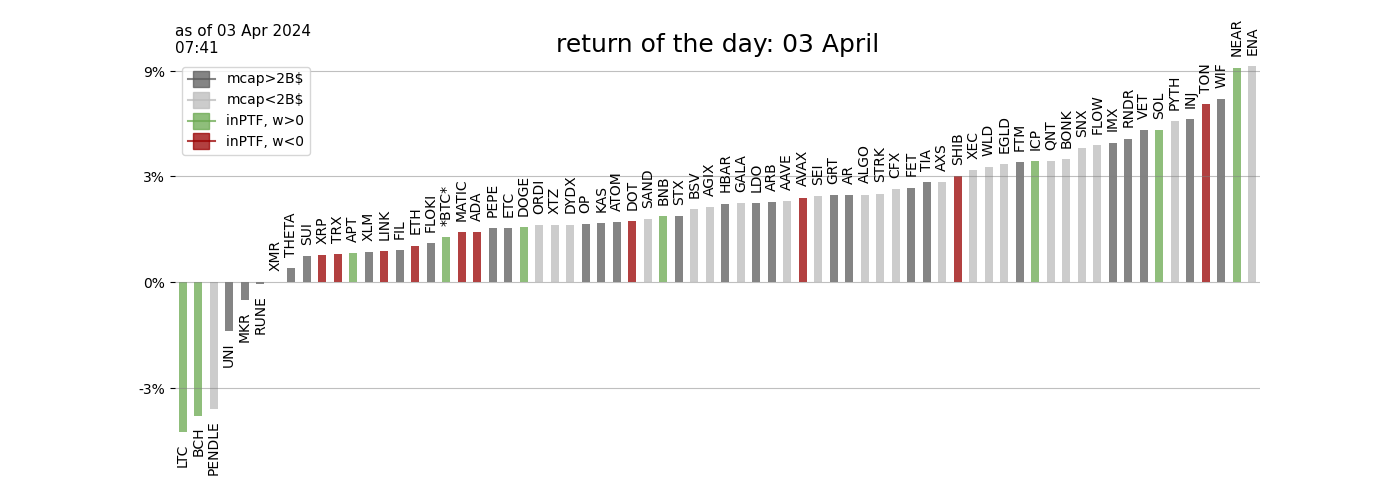 as of 03 Apr 2024
07:41
return of the day: 03 April
mcap>2B$
mcap<2B$
inPTF, w>0
inPTF, w<0
9%
3%
0%
-3%
LTC
BCH
PENDLE
UNI
MKR
RUNE
XMR
THETA
SUI
XRP
TRX
APT
XLM
LINK
FIL
ETH
FLOKI
*BTC*
MATIC
ADA
PEPE
ETC
DOGE
ORDI
XTZ
DYDX
OP
KAS
ATOM
DOT
SAND
BNB
STX
BSV
AGIX
HBAR
GALA
LDO
ARB
AAVE
AVAX
SEI
GRT
AR
ALGO
STRK
CFX
FET
TIA
AXS
SHIB
XEC
WLD
EGLD
FTM
ICP
QNT
BONK
SNX
FLOW
IMX
RNDR
VET
SOL
PYTH
INJ
TON
WIF
NEAR
ENA